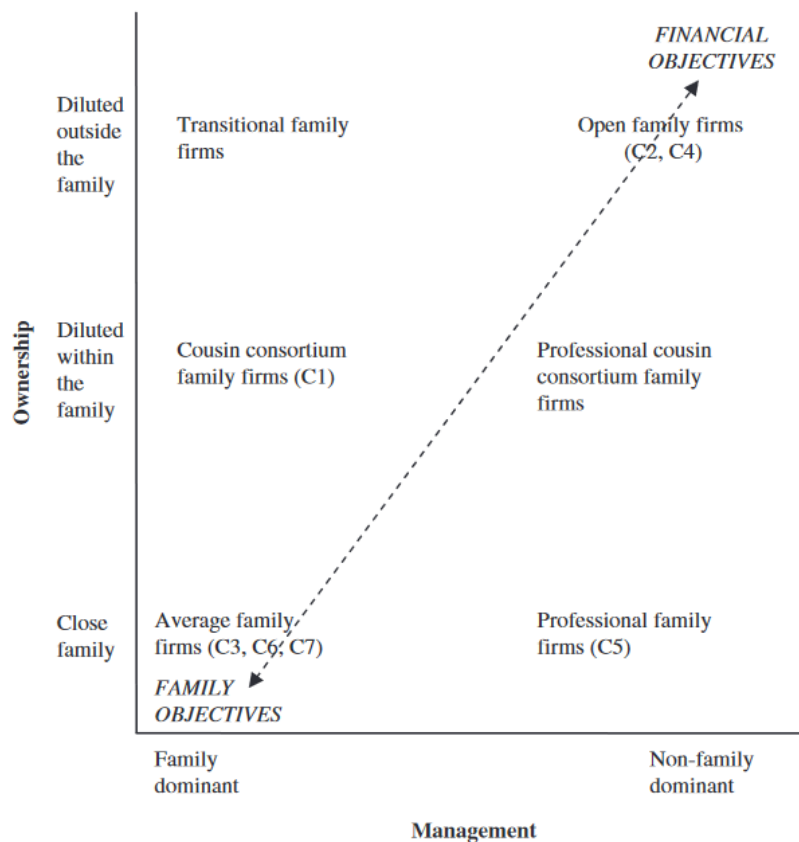 FINANCIAL
OBJECTIVES
Diluted
outside
the
family
Transitional family
firms
Open family firms
(C2, C4)
Ownership
Diluted
within
the
family
Cousin consortium
family firms (C1)
Professional cousin
consortium family
firms
Close
family
Average family
firms (C3, C6, C7)
Professional family
firms (C5)
FAMILY
OBJECTIVES
Family
dominant
Non-family
dominant
Management